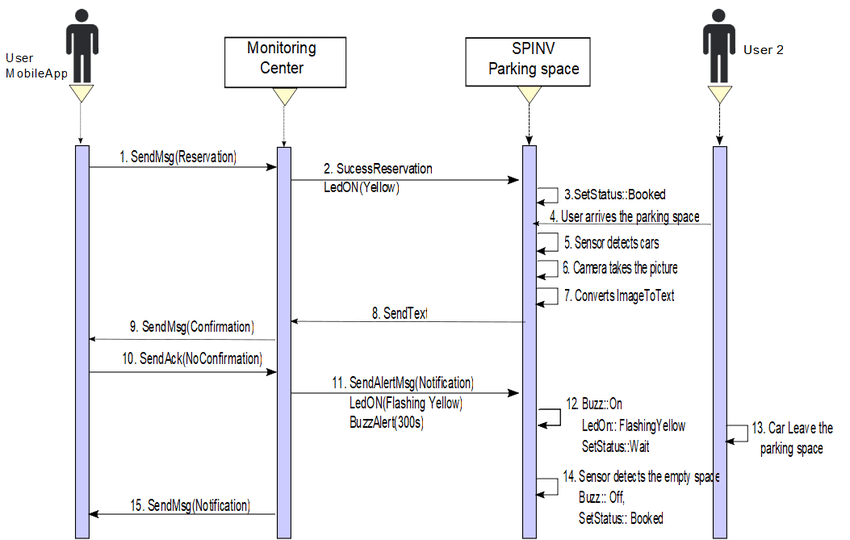 User
MobileApp
Monitoring
Center
SPINV
Parking space
User 2
1. SendMsg(Reservation)
2. SucessReservation
LedON(Yellow)
3.SetStatus::Booked
4. User arrives the parking space
5. Sensor detects cars
6. Camera takes the picture
7. Converts ImageToText
8. SendText
9. SendMsg(Confirmation)
10. SendAck(NoConfirmation)
11. SendAlertMsg(Notification)
LedON(Flashing Yellow)
BuzzAlert(300s)
12. Buzz::On
LedOn:: FlashingYellow
SetStatus::Wait
13. Car Leave the
parking space
14. Sensor detects the empty space
Buzz:: Off,
SetStatus:: Booked
15. SendMsg(Notification)